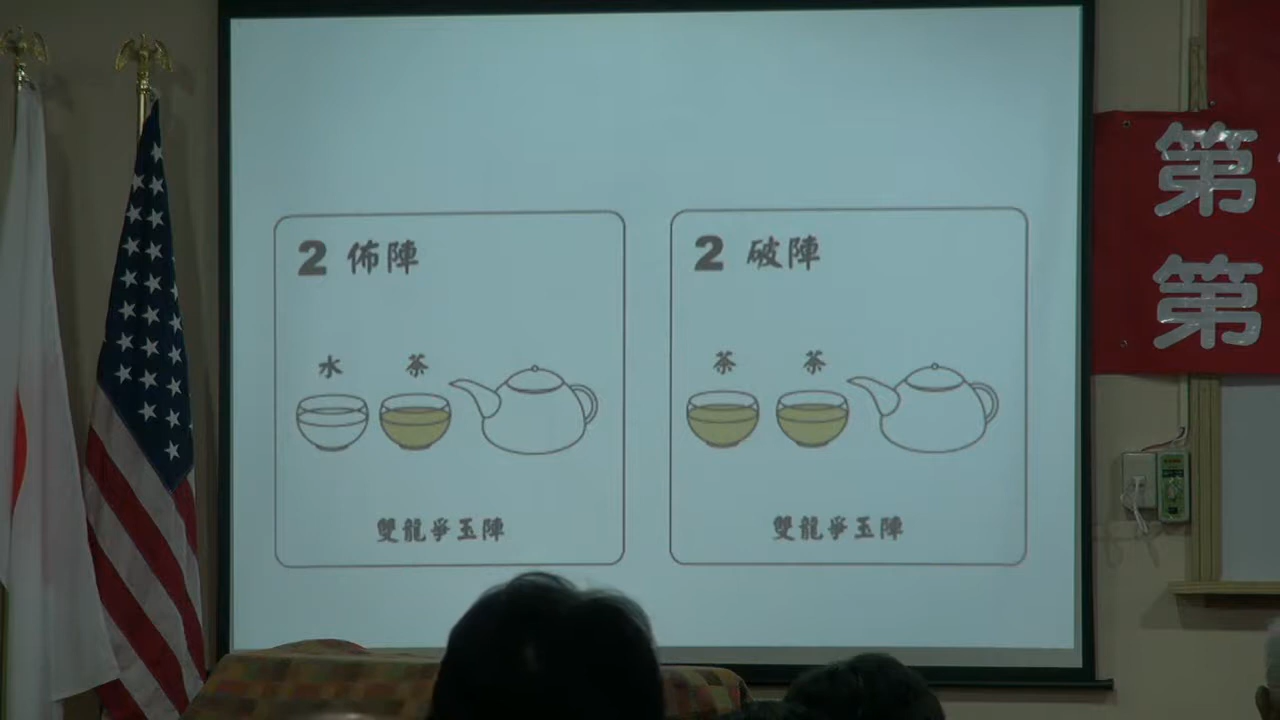 2 佈陣
水 茶
雙龍爭玉陣
2 破陣
茶 茶
雙龍爭玉陣
第
第